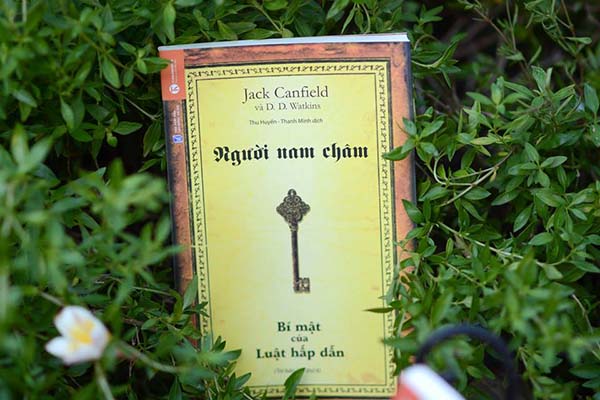 Jack Canfield
và D. D. Watkins
Thu Huyền - Thanh Minh dịch
Người nam châm
Bí mật
của
Luật hấp dẫn